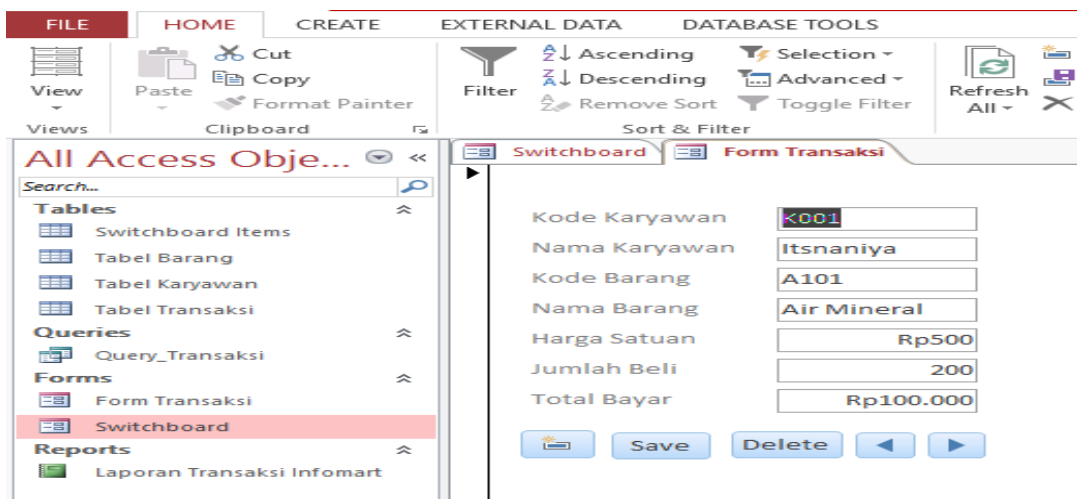 FILE HOME CREATE EXTERNAL DATA DATABASE TOOLS
View
Views
Paste
Cut
Copy
Format Painter
Clipboard
Filter
Ascending
Descending
Remove Sort
Selection
Advanced
Toggle Filter
Sort & Filter
Refresh
All
All Access Obje...
Search...
Tables
Switchboard Items
Tabel Barang
Tabel Karyawan
Tabel Transaksi
Queries
Query_Transaksi
Forms
Form Transaksi
Switchboard
Reports
Laporan Transaksi Infomart
Switchboard Form Transaksi
Kode Karyawan K001
Nama Karyawan Itsnaniya
Kode Barang A101
Nama Barang Air Mineral
Harga Satuan Rp500
Jumlah Beli 200
Total Bayar Rp100.000
Save Delete